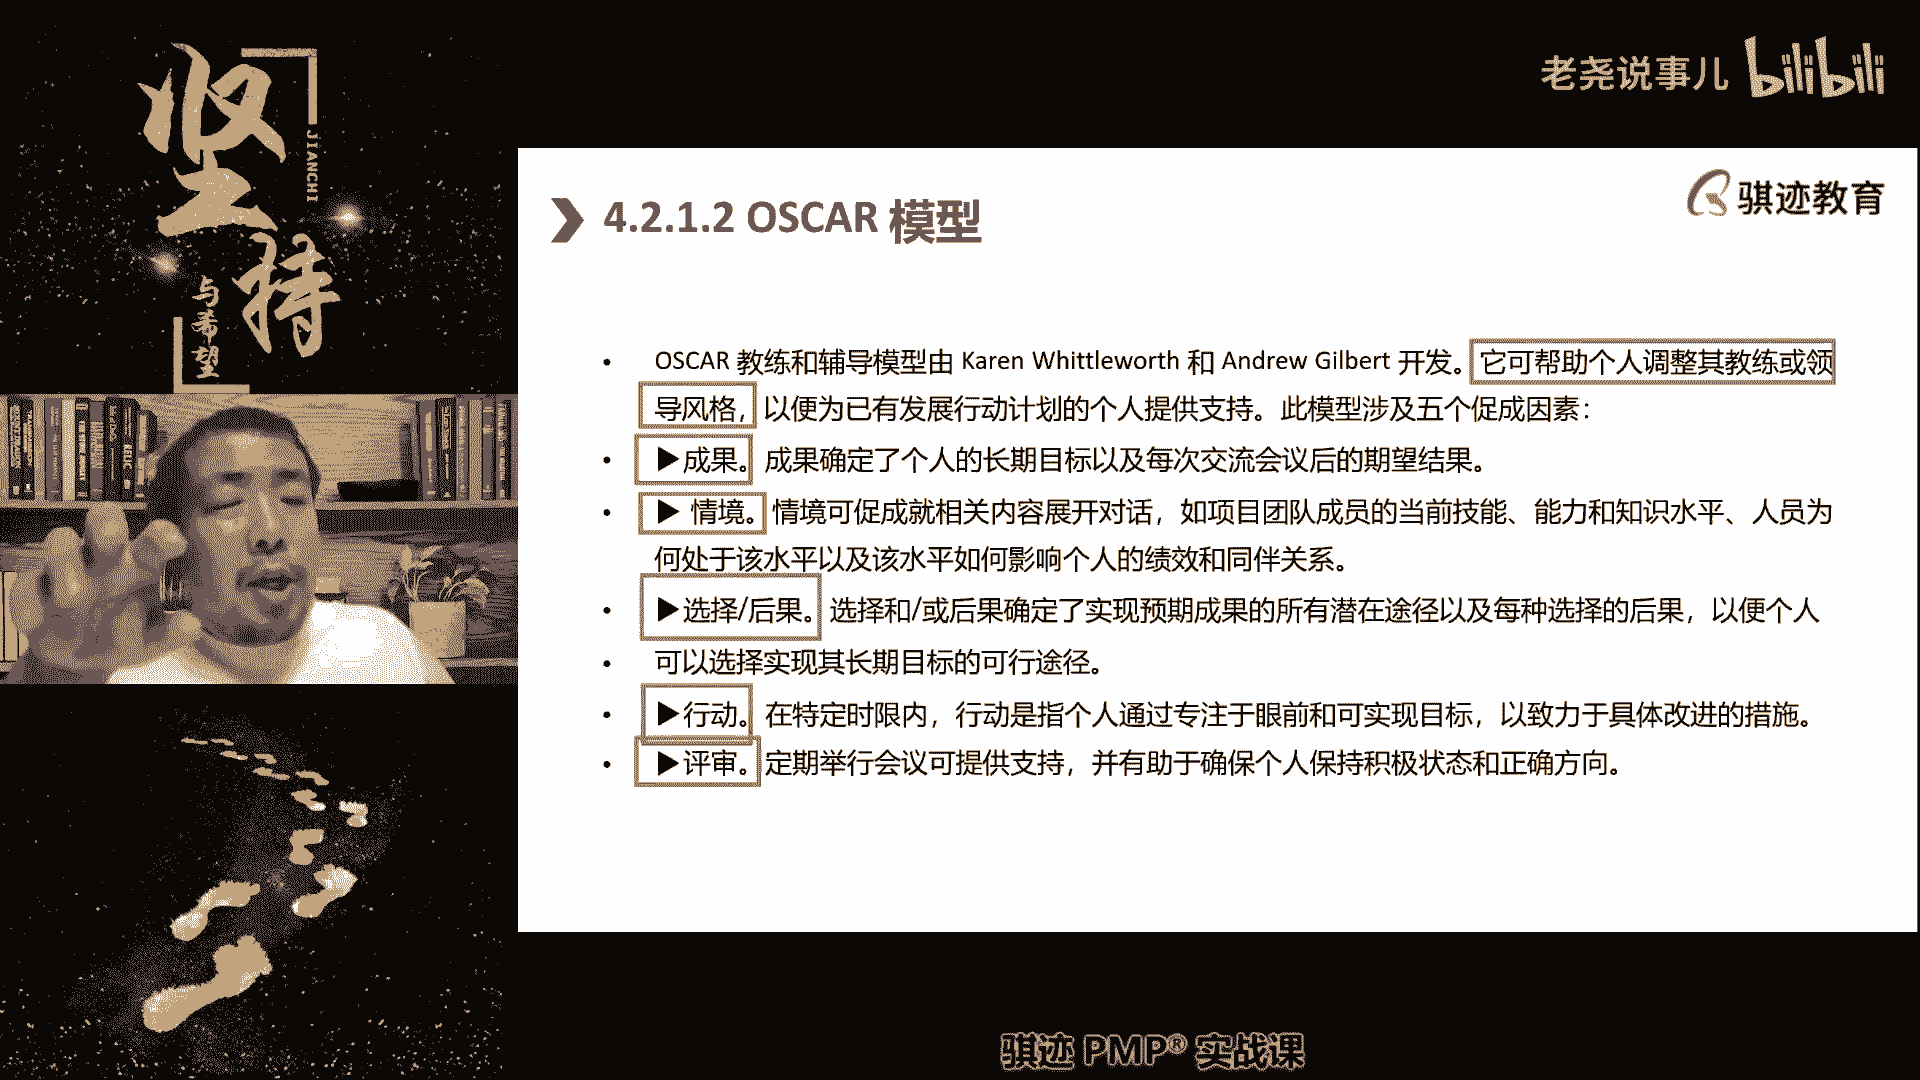 坚持
JIANCHI
与希望
老尧说事儿 bilibili
骐迹教育
4.2.1.2 OSCAR 模型
• OSCAR 教练和辅导模型由 Karen Whittleworth 和 Andrew Gilbert 开发。它可帮助个人调整其教练或领
导风格，以便为已有发展行动计划的个人提供支持。此模型涉及五个促成因素：
• ▶成果。成果确定了个人的长期目标以及每次交流会议后的期望结果。
• ▶ 情境。情境可促成就相关内容展开对话，如项目团队成员的当前技能、能力和知识水平、人员为
何处于该水平以及该水平如何影响个人的绩效和同伴关系。
• ▶选择/后果。选择和/或后果确定了实现预期成果的所有潜在途径以及每种选择的后果，以便个人
• 可以选择实现其长期目标的可行途径。
• ▶行动。在特定时限内，行动是指个人通过专注于眼前和可实现目标，以致力于具体改进的措施。
• ▶评审。定期举行会议可提供支持，并有助于确保个人保持积极状态和正确方向。
骐迹 PMP® 实战课